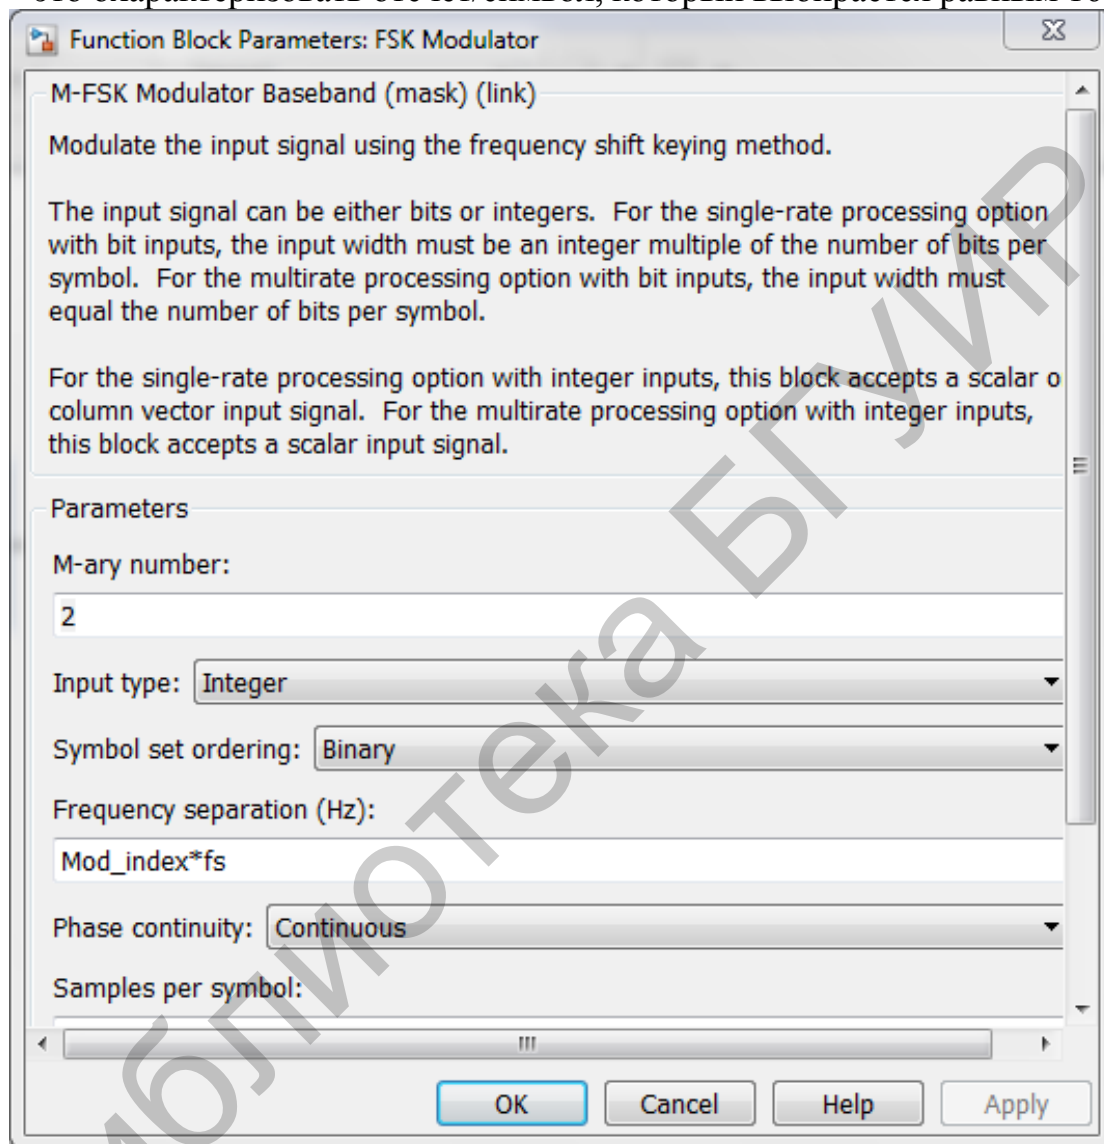 Function Block Parameters: FSK Modulator
M-FSK Modulator Baseband (mask) (link)
Modulate the input signal using the frequency shift keying method.
The input signal can be either bits or integers. For the single-rate processing option
with bit inputs, the input width must be an integer multiple of the number of bits per
symbol. For the multirate processing option with bit inputs, the input width must
equal the number of bits per symbol.
For the single-rate processing option with integer inputs, this block accepts a scalar o
column vector input signal. For the multirate processing option with integer inputs,
this block accepts a scalar input signal.
Parameters
M-ary number:
2
Input type: Integer
Symbol set ordering: Binary
Frequency separation (Hz):
Mod_index*fs
Phase continuity: Continuous
Samples per symbol:
OK Cancel Help Apply
блиотека БГУИР